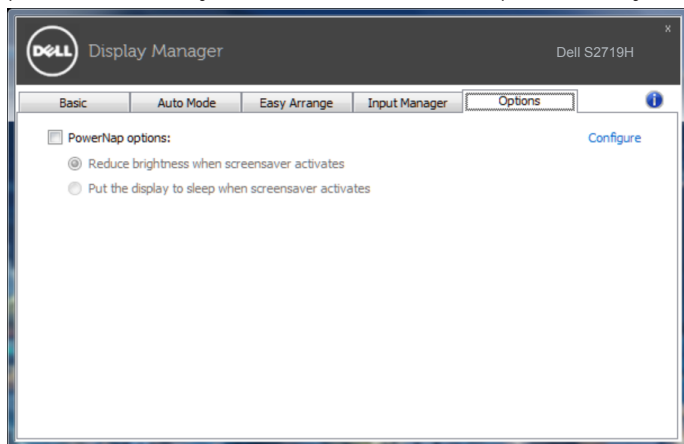 DELL Display Manager
x
Dell S2719H
Basic Auto Mode Easy Arrange Input Manager Options i
PowerNap options: Configure
Reduce brightness when screensaver activates
Put the display to sleep when screensaver activates